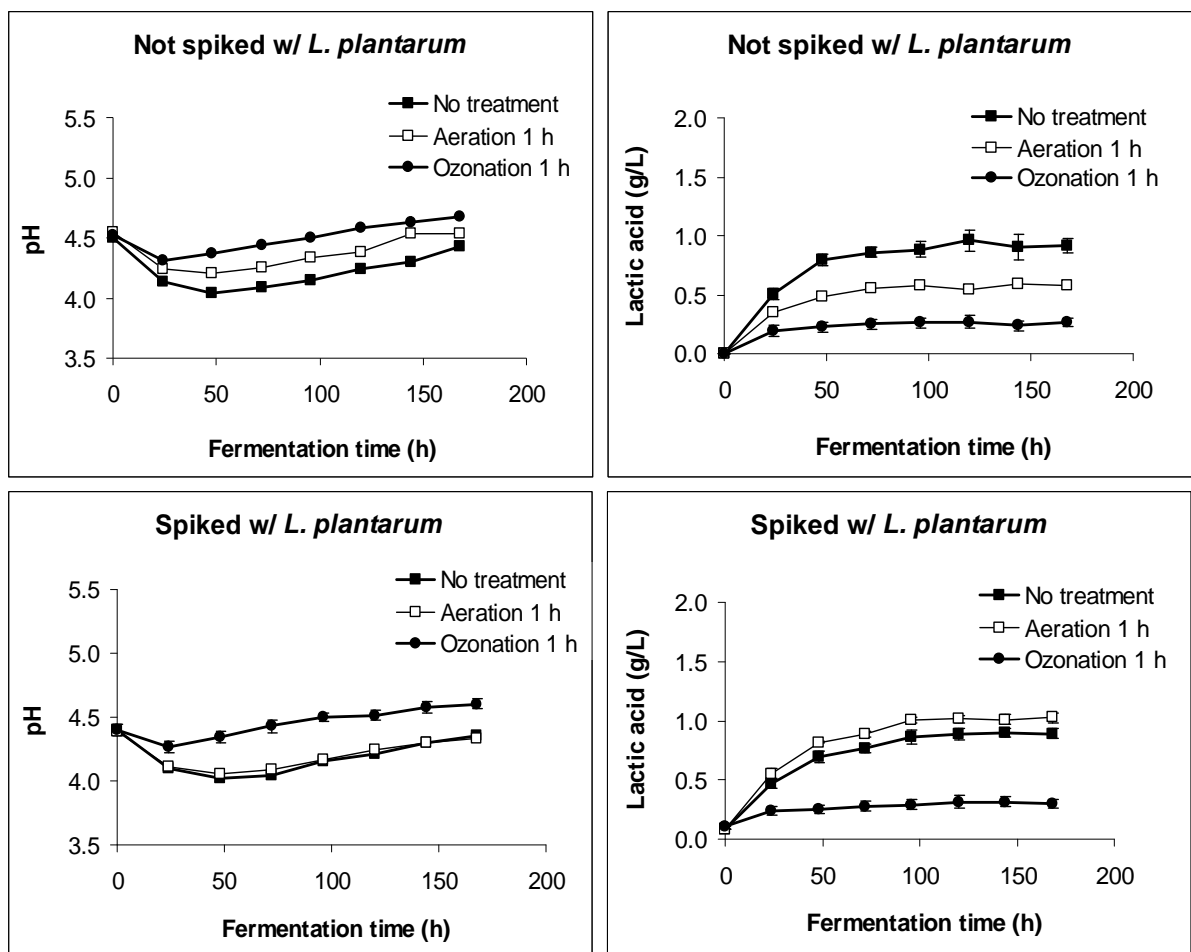 Not spiked w/ L. plantarum
No treatment
Aeration 1 h
Ozonation 1 h
5.5
5.0
4.5
4.0
3.5
pH
0 50 100 150 200
Fermentation time (h)
Not spiked w/ L. plantarum
No treatment
Aeration 1 h
Ozonation 1 h
2.0
1.5
1.0
0.5
0.0
Lactic acid (g/L)
0 50 100 150 200
Fermentation time (h)
Spiked w/ L. plantarum
No treatment
Aeration 1 h
Ozonation 1 h
5.5
5.0
4.5
4.0
3.5
pH
0 50 100 150 200
Fermentation time (h)
Spiked w/ L. plantarum
No treatment
Aeration 1 h
Ozonation 1 h
2.0
1.5
1.0
0.5
0.0
Lactic acid (g/L)
0 50 100 150 200
Fermentation time (h)